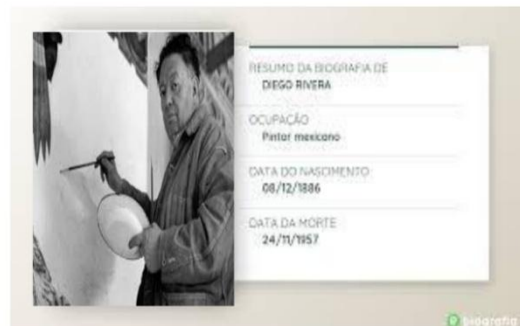 RESUMO DA BIOGRAFIA DE
DIEGO RIVERA
OCUPAÇÃO
Pintor mexicano
DATA DO NASCIMENTO
08/12/1886
DATA DA MORTE
24/11/1957
e biografia